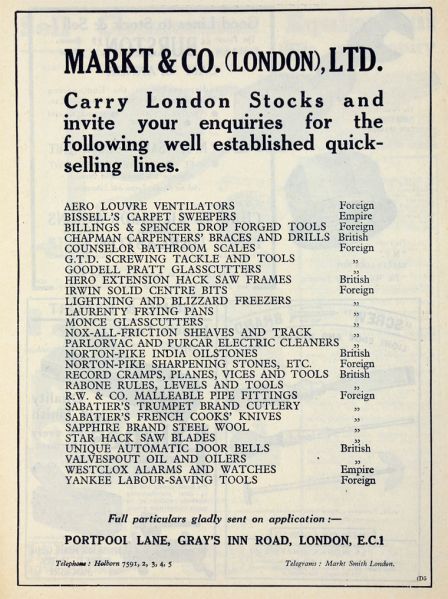 MARKT & CO. (LONDON), LTD.
Carry London Stocks and
invite your enquiries for the
following well established quick-
selling lines.
AERO LOUVRE VENTILATORS Foreign
BISSELL'S CARPET SWEEPERS Empire
BILLINGS & SPENCER DROP FORGED TOOLS Foreign
CHAPMAN CARPENTERS' BRACES AND DRILLS British
COUNSELOR BATHROOM SCALES Foreign
G.T.D. SCREWING TACKLE AND TOOLS „
GOODELL PRATT GLASSCUTTERS „
HERO EXTENSION HACK SAW FRAMES British
IRWIN SOLID CENTRE BITS Foreign
LIGHTNING AND BLIZZARD FREEZERS „
LAURENTY FRYING PANS „
MONCE GLASSCUTTERS „
NOX-ALL-FRICTION SHEAVES AND TRACK „
PARLORVAC AND PURCAR ELECTRIC CLEANERS „
NORTON-PIKE INDIA OILSTONES British
NORTON-PIKE SHARPENING STONES, ETC. Foreign
RECORD CRAMPS, PLANES, VICES AND TOOLS British
RABONE RULES, LEVELS AND TOOLS „
R.W. & CO. MALLEABLE PIPE FITTINGS Foreign
SABATIER'S TRUMPET BRAND CUTLERY „
SABATIER'S FRENCH COOKS' KNIVES „
SAPPHIRE BRAND STEEL WOOL „
STAR HACK SAW BLADES „
UNIQUE AUTOMATIC DOOR BELLS British
VALVESPOUT OIL AND OILERS „
WESTCLOX ALARMS AND WATCHES Empire
YANKEE LABOUR-SAVING TOOLS Foreign
Full particulars gladly sent on application :—
PORTPOOL LANE, GRAY'S INN ROAD, LONDON, E.C.1
Telephone : Holborn 7591, 2, 3, 4, 5 Telegrams : Markt Smith London.